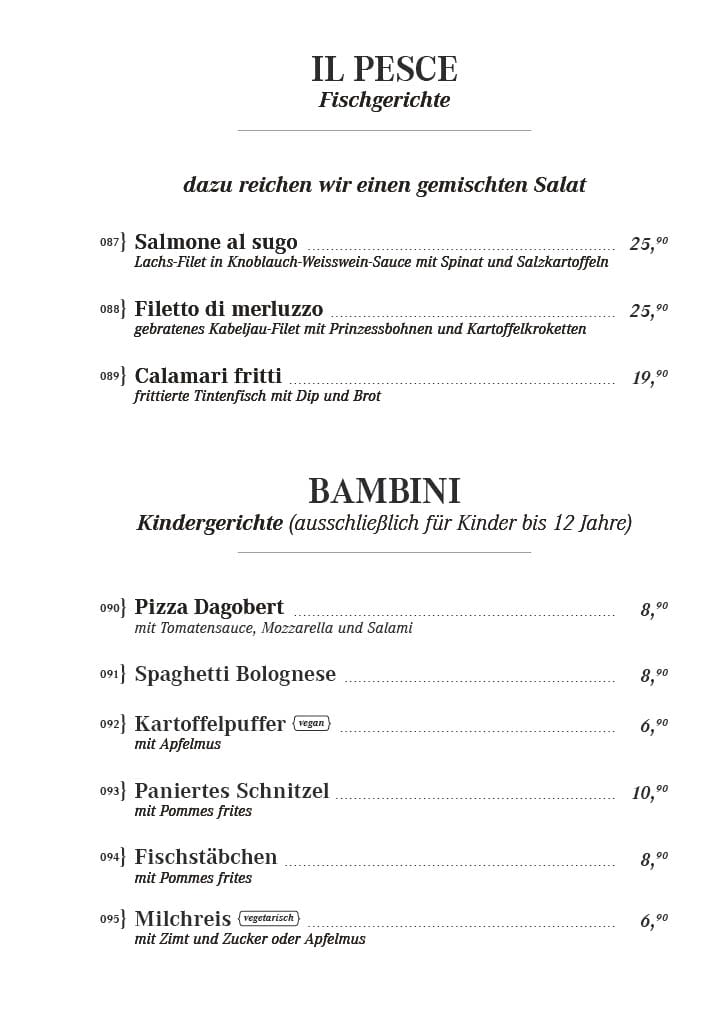 IL PESCE
Fischgerichte
dazu reichen wir einen gemischten Salat
087} Salmone al sugo 25,90
Lachs-Filet in Knoblauch-Weisswein-Sauce mit Spinat und Salzkartoffeln
088} Filetto di merluzzo 25,90
gebratenes Kabeljau-Filet mit Prinzessbohnen und Kartoffelkroketten
089} Calamari fritti 19,90
frittierte Tintenfisch mit Dip und Brot
BAMBINI
Kindergerichte (ausschließlich für Kinder bis 12 Jahre)
090} Pizza Dagobert 8,90
mit Tomatensauce, Mozzarella und Salami
091} Spaghetti Bolognese 8,90
092} Kartoffelpuffer {vegan} 6,90
mit Apfelmus
093} Paniertes Schnitzel 10,90
mit Pommes frites
094} Fischstäbchen 8,90
mit Pommes frites
095} Milchreis {vegetarisch} 6,90
mit Zimt und Zucker oder Apfelmus